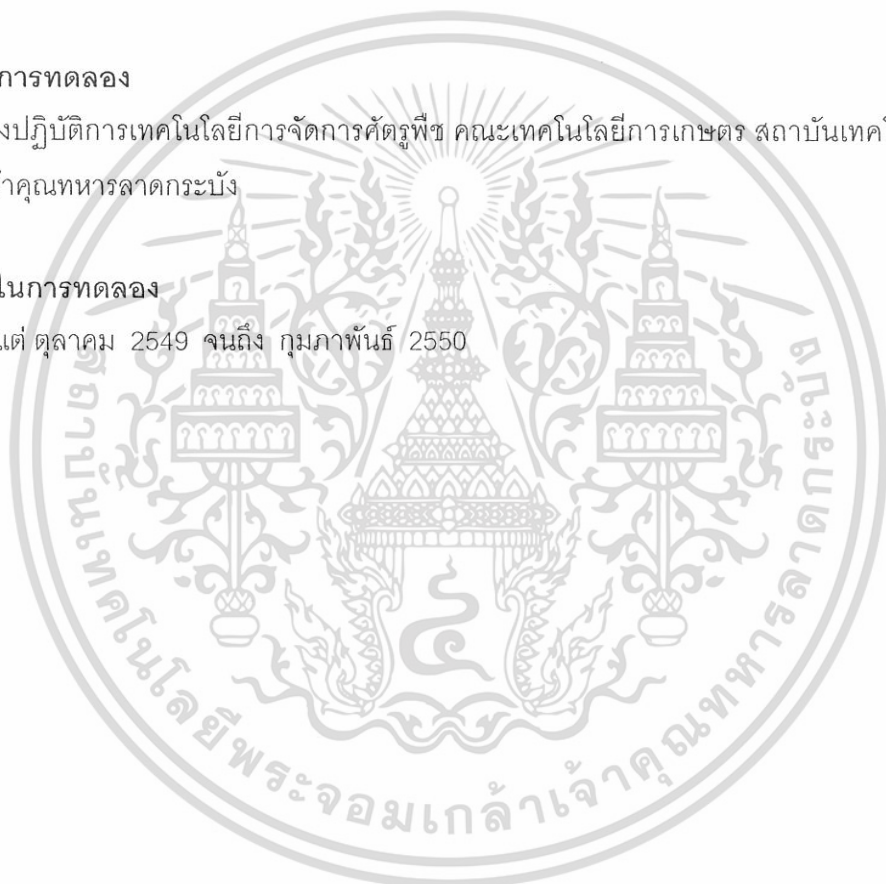 การทดลอง
งปฏิบัติการเทคโนโลยีการจัดการศัตรูพืช คณะเทคโนโลยีการเกษตร สถาบันเทคโ
จ้าคุณทหารลาดกระบัง
ในการทดลอง
แต่ ตุลาคม 2549 จนถึง กุมภาพันธ์ 2550
สถาบันเทคโนโลยีพระจอมเกล้าเจ้าคุณทหารลาดกระบัง